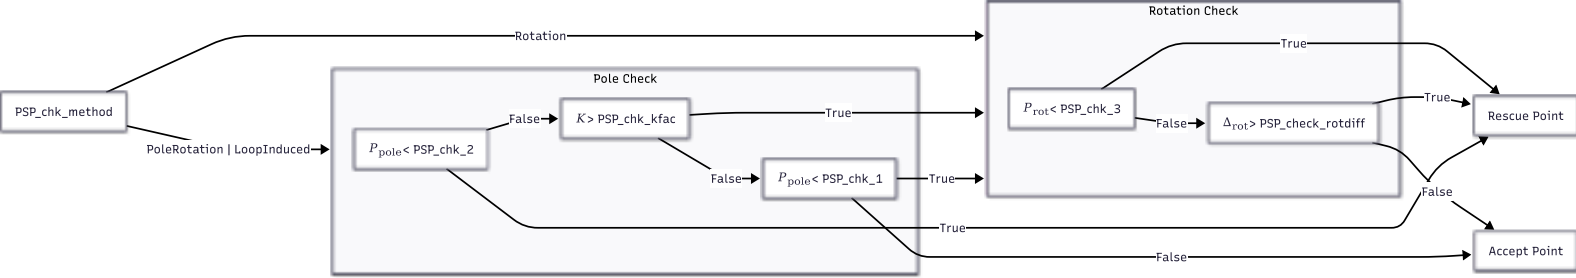 Rotation Check
Rotation
True
Pole Check
PSP_chk_method
K> PSP_chk_kfac
True
P_rot< PSP_chk_3
True
Rescue Point
False
False
Δ_rot> PSP_check_rotdiff
PoleRotation | LoopInduced
P_pole< PSP_chk_2
False
P_pole< PSP_chk_1
True
False
True
Accept Point
False